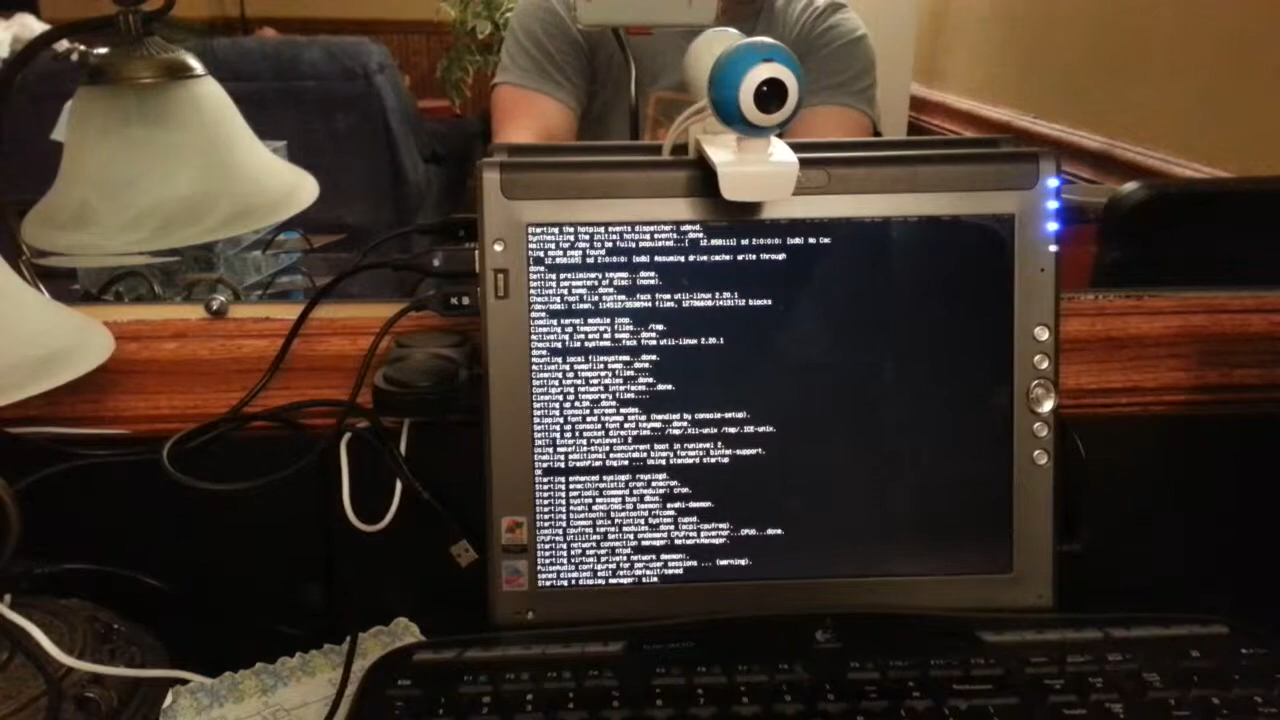 Starting the hotplug events dispatcher: udevd.
Synthesizing the initial hotplug events...done.
Waiting for /dev to be fully populated...[   12.858111] sd 2:0:0:0: [sdb] No Cac
hing mode page found
[   12.858169] sd 2:0:0:0: [sdb] Assuming drive cache: write through
done.
Setting preliminary keymap...done.
Setting parameters of disc: (none).
Activating swap...done.
Checking root file system...fsck from util-linux 2.20.1
/dev/sda1: clean, 114512/3538944 files, 12786608/14131712 blocks
done.
Loading kernel module loop.
Cleaning up temporary files... /tmp.
Activating lvm and md swap...done.
Checking file systems...fsck from util-linux 2.20.1
done.
Mounting local filesystems...done.
Activating swapfile swap...done.
Cleaning up temporary files....
Setting kernel variables ...done.
Configuring network interfaces...done.
Cleaning up temporary files....
Setting up ALSA...done.
Setting console screen modes.
Skipping font and keymap setup (handled by console-setup).
Setting up console font and keymap...done.
Setting up X socket directories... /tmp/.X11-unix /tmp/.ICE-unix.
INIT: Entering runlevel: 2
Using makefile-style concurrent boot in runlevel 2.
Enabling additional executable binary formats: binfmt-support.
Starting CrashPlan Engine ... Using standard startup
OK
Starting enhanced syslogd: rsyslogd.
Starting anac(h)ronistic cron: anacron.
Starting periodic command scheduler: cron.
Starting system message bus: dbus.
Starting Avahi mDNS/DNS-SD Daemon: avahi-daemon.
Starting bluetooth: bluetoothd rfcomm.
Starting Common Unix Printing System: cupsd.
Loading cpufreq kernel modules...done (acpi-cpufreq).
CPUFreq Utilities: Setting ondemand CPUFreq governor...CPU0...done.
Starting network connection manager: NetworkManager.
Starting NTP server: ntpd.
Starting virtual private network daemon:.
PulseAudio configured for per-user sessions ... (warning).
saned disabled; edit /etc/default/saned
Starting X display manager: slim